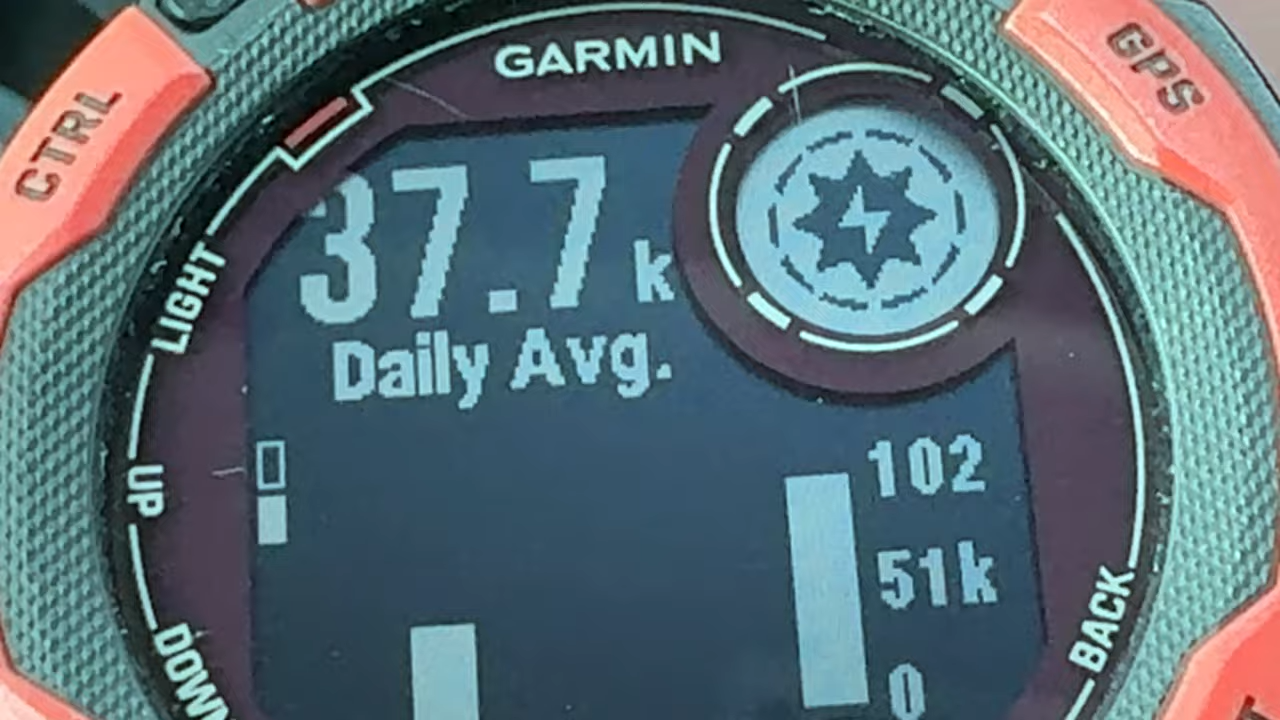 GARMIN
GPS
CTRL
LIGHT
37.7 k
Daily Avg.
UP
102
51k
0
BACK
DOWN